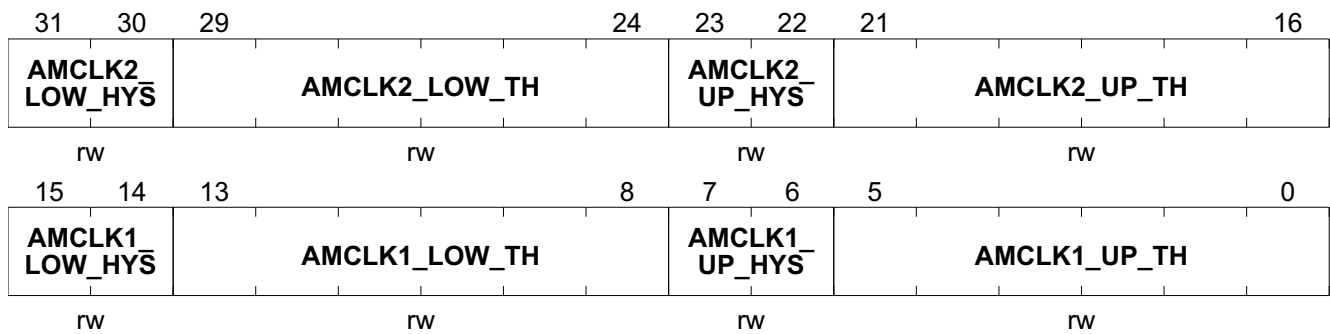 31 30 29 24 23 22 21 16
AMCLK2_ AMCLK2_
LOW_HYS AMCLK2_LOW_TH UP_HYS AMCLK2_UP_TH
rw rw rw rw
15 14 13 8 7 6 5 0
AMCLK1_ AMCLK1_
LOW_HYS AMCLK1_LOW_TH UP_HYS AMCLK1_UP_TH
rw rw rw rw